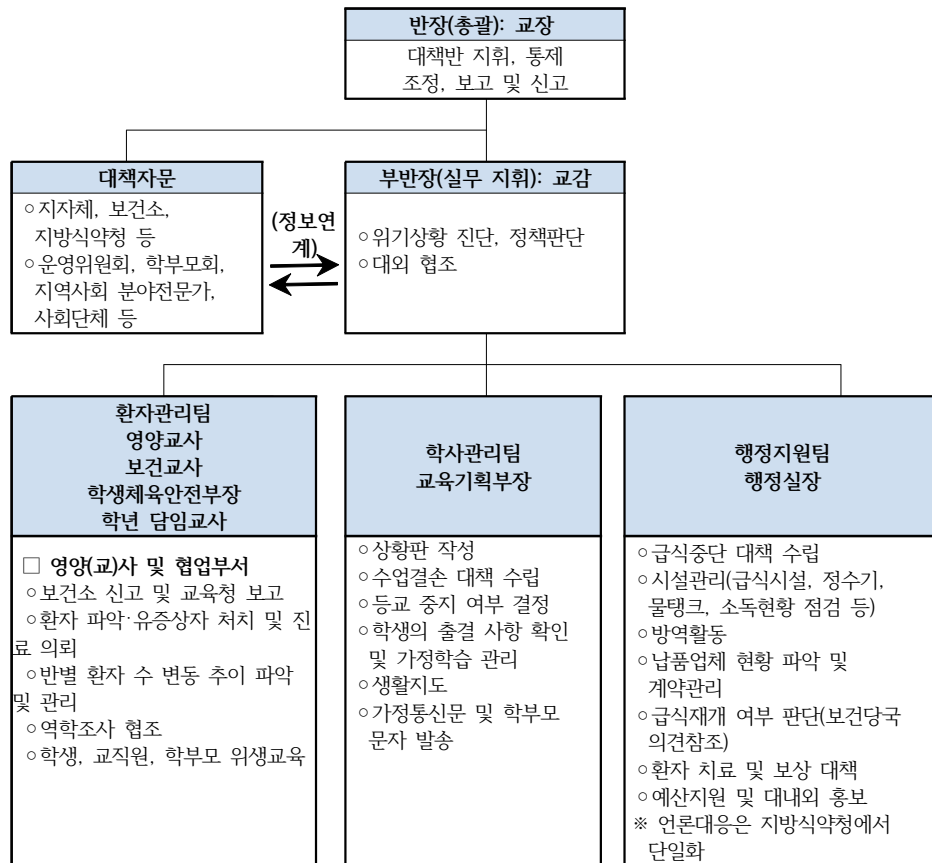 반장(총괄): 교장
대책반 지휘, 통제
조정, 보고 및 신고
대책자문
○지자체, 보건소,
지방식약청 등
○운영위원회, 학부모회,
지역사회 분야전문가,
사회단체 등
(정보연
계)
부반장(실무 지휘): 교감
○위기상황 진단, 정책판단
○대외 협조
환자관리팀
영양교사
보건교사
학생체육안전부장
학년 담임교사
□ 영양(교)사 및 협업부서
○보건소 신고 및 교육청 보고
○환자 파악·유증상자 처치 및 진
료 의뢰
○반별 환자 수 변동 추이 파악
및 관리
○역학조사 협조
○학생, 교직원, 학부모 위생교육
학사관리팀
교육기획부장
○상황판 작성
○수업결손 대책 수립
○등교 중지 여부 결정
○학생의 출결 사항 확인
및 가정학습 관리
○생활지도
○가정통신문 및 학부모
문자 발송
행정지원팀
행정실장
○급식중단 대책 수립
○시설관리(급식시설, 정수기,
물탱크, 소독현황 점검 등)
○방역활동
○납품업체 현황 파악 및
계약관리
○급식재개 여부 판단(보건당국
의견참조)
○환자 치료 및 보상 대책
○예산지원 및 대내외 홍보
※ 언론대응은 지방식약청에서
단일화